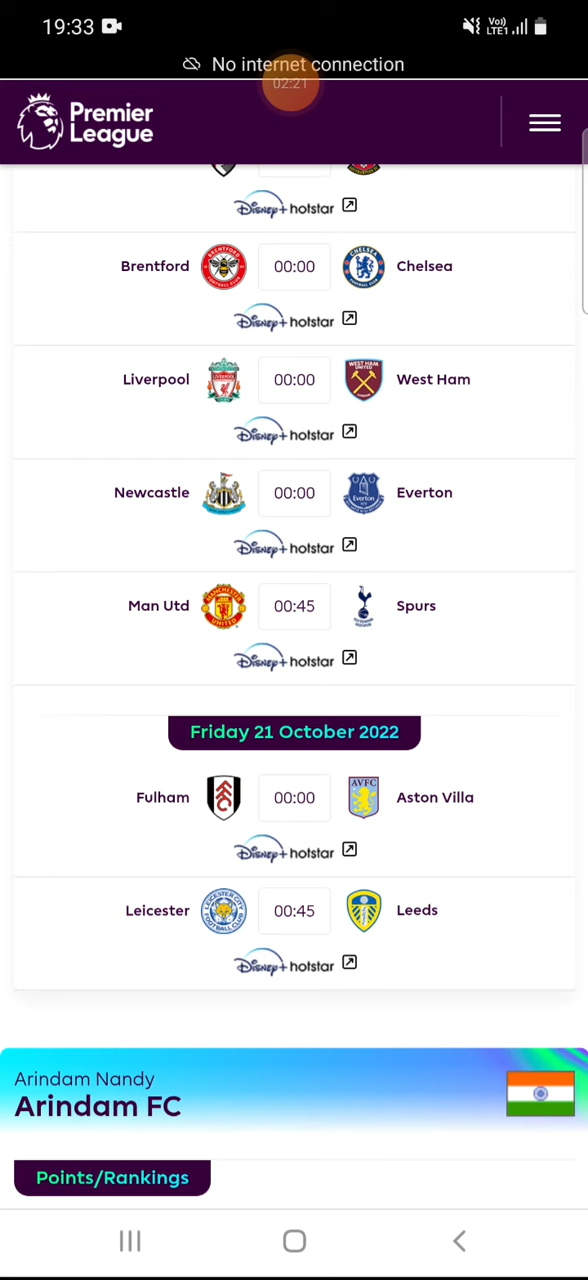 19:33
Vo)) LTE1
No internet connection
02:21
Premier League
Disney+ hotstar
Brentford 00:00 Chelsea
Disney+ hotstar
Liverpool 00:00 West Ham
Disney+ hotstar
Newcastle 00:00 Everton
Disney+ hotstar
Man Utd 00:45 Spurs
Disney+ hotstar
Friday 21 October 2022
Fulham 00:00 Aston Villa
Disney+ hotstar
Leicester 00:45 Leeds
Disney+ hotstar
Arindam Nandy
Arindam FC
Points/Rankings